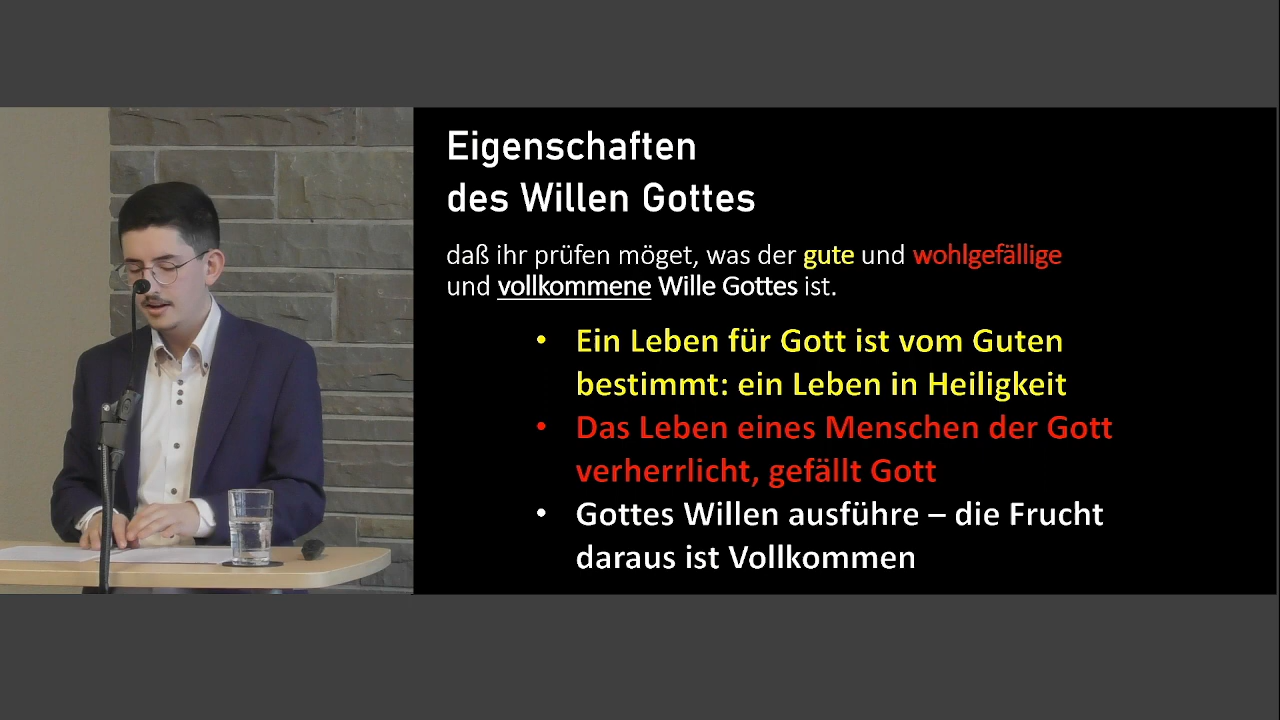 Eigenschaften
des Willen Gottes
daß ihr prüfen möget, was der gute und wohlgefällige
und vollkommene Wille Gottes ist.
• Ein Leben für Gott ist vom Guten
bestimmt: ein Leben in Heiligkeit
• Das Leben eines Menschen der Gott
verherrlicht, gefällt Gott
• Gottes Willen ausführe – die Frucht
daraus ist Vollkommen